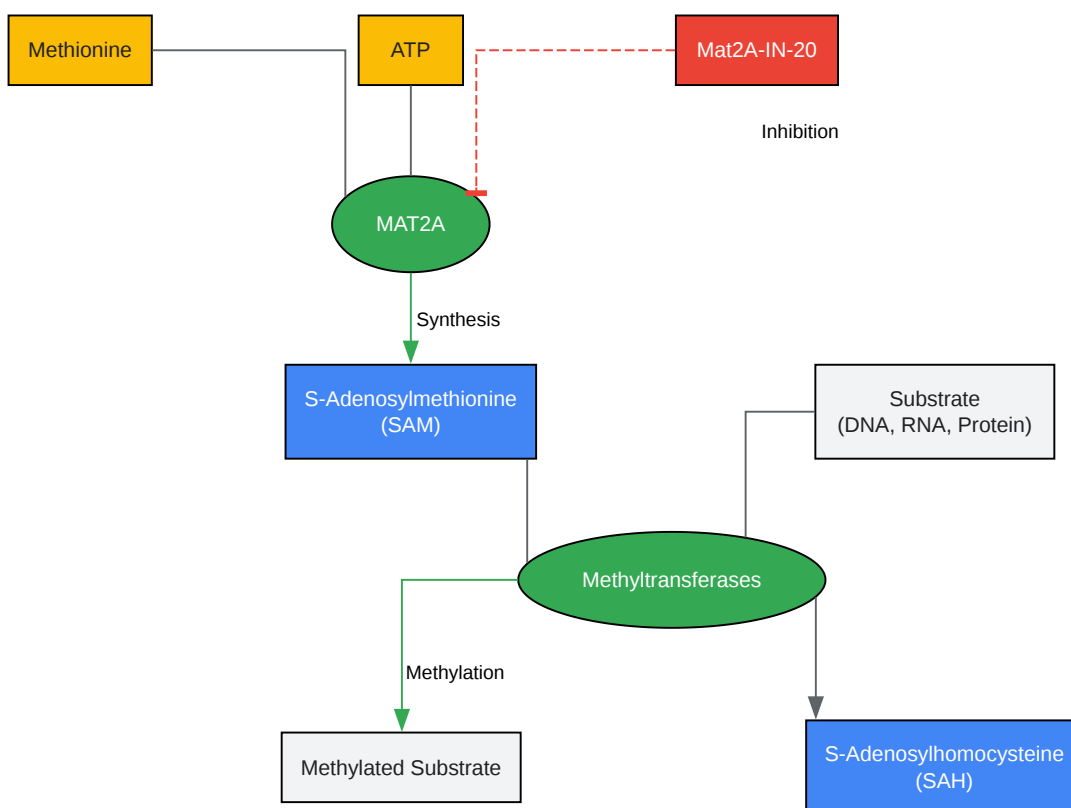 Methionine
ATP
Mat2A-IN-20
Inhibition
MAT2A
Synthesis
S-Adenosylmethionine
(SAM)
Substrate
(DNA, RNA, Protein)
Methyltransferases
Methylation
Methylated Substrate
S-Adenosylhomocysteine
(SAH)